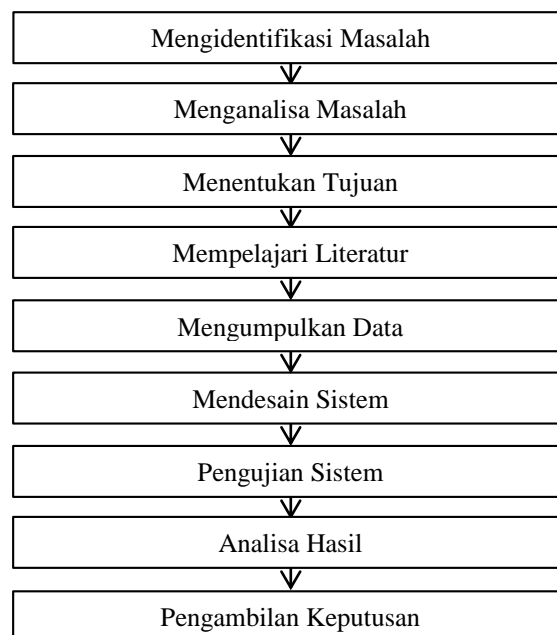 Mengidentifikasi Masalah
Menganalisa Masalah
Menentukan Tujuan
Mempelajari Literatur
Mengumpulkan Data
Mendesain Sistem
Pengujian Sistem
Analisa Hasil
Pengambilan Keputusan